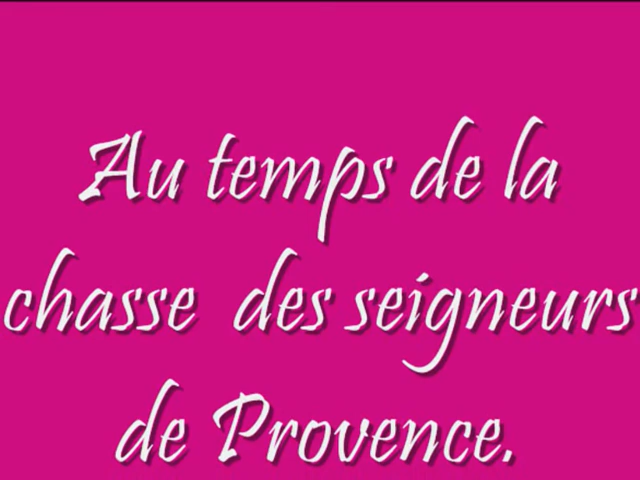 Au temps de la
chasse des seigneurs
de Provence.